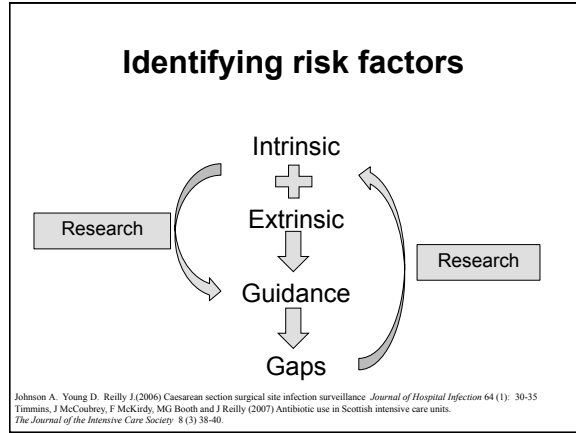 Identifying risk factors
Intrinsic
Extrinsic
Research
Research
Guidance
Gaps
Johnson A. Young D. Reilly J.(2006) Caesarean section surgical site infection surveillance Journal of Hospital Infection 64 (1): 30-35
Timmins, J McCoubrey, F McKirdy, MG Booth and J Reilly (2007) Antibiotic use in Scottish intensive care units.
The Journal of the Intensive Care Society 8 (3) 38-40.